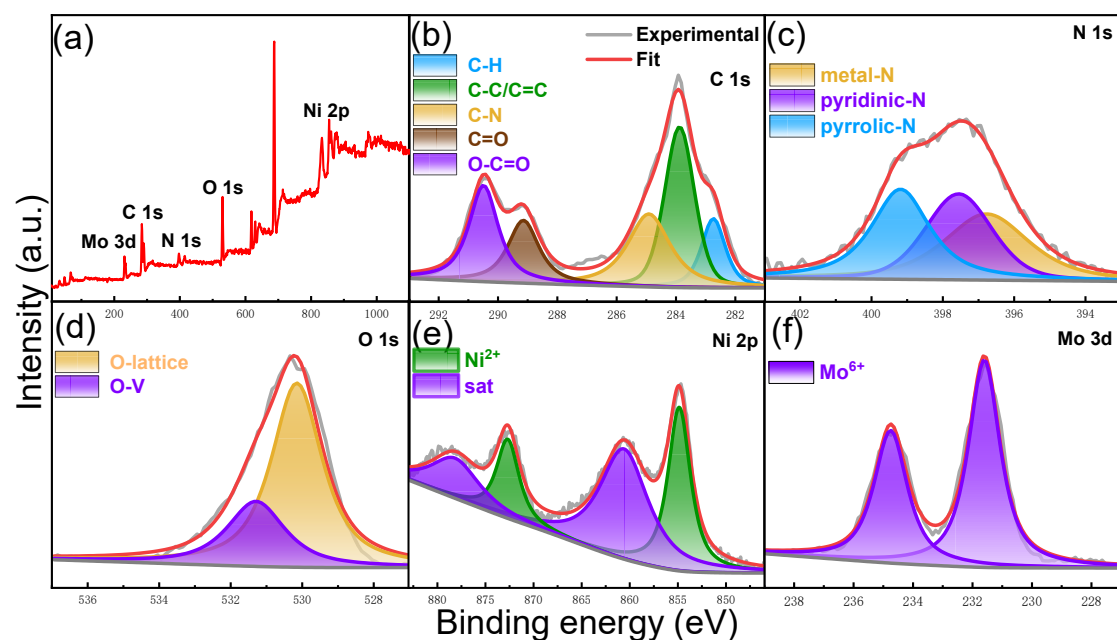 Intensity (a.u.)
(a)
Mo 3d
C 1s
N 1s
O 1s
Ni 2p
200 400 600 800 1000
(b)
Experimental
Fit
C 1s
C-H
C-C/C=C
C-N
C=O
O-C=O
292 290 288 286 284 282
(c)
N 1s
metal-N
pyridinic-N
pyrrolic-N
402 400 398 396 394
(d)
O 1s
O-lattice
O-V
536 534 532 530 528
(e)
Ni 2p
Ni²⁺
sat
880 875 870 865 860 855 850
(f)
Mo 3d
Mo⁶⁺
238 236 234 232 230 228
Binding energy (eV)